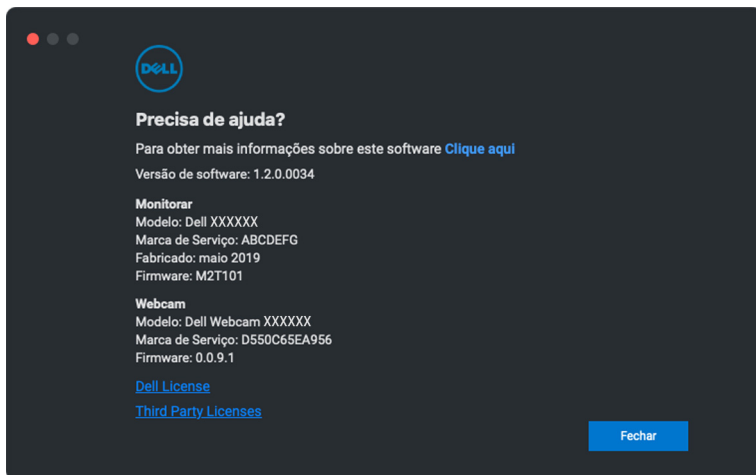 DELL
Precisa de ajuda?
Para obter mais informações sobre este software Clique aqui
Versão de software: 1.2.0.0034
Monitorar
Modelo: Dell XXXXXX
Marca de Serviço: ABCDEFG
Fabricado: maio 2019
Firmware: M2T101
Webcam
Modelo: Dell Webcam XXXXXX
Marca de Serviço: D550C65EA956
Firmware: 0.0.9.1
Dell License
Third Party Licenses
Fechar